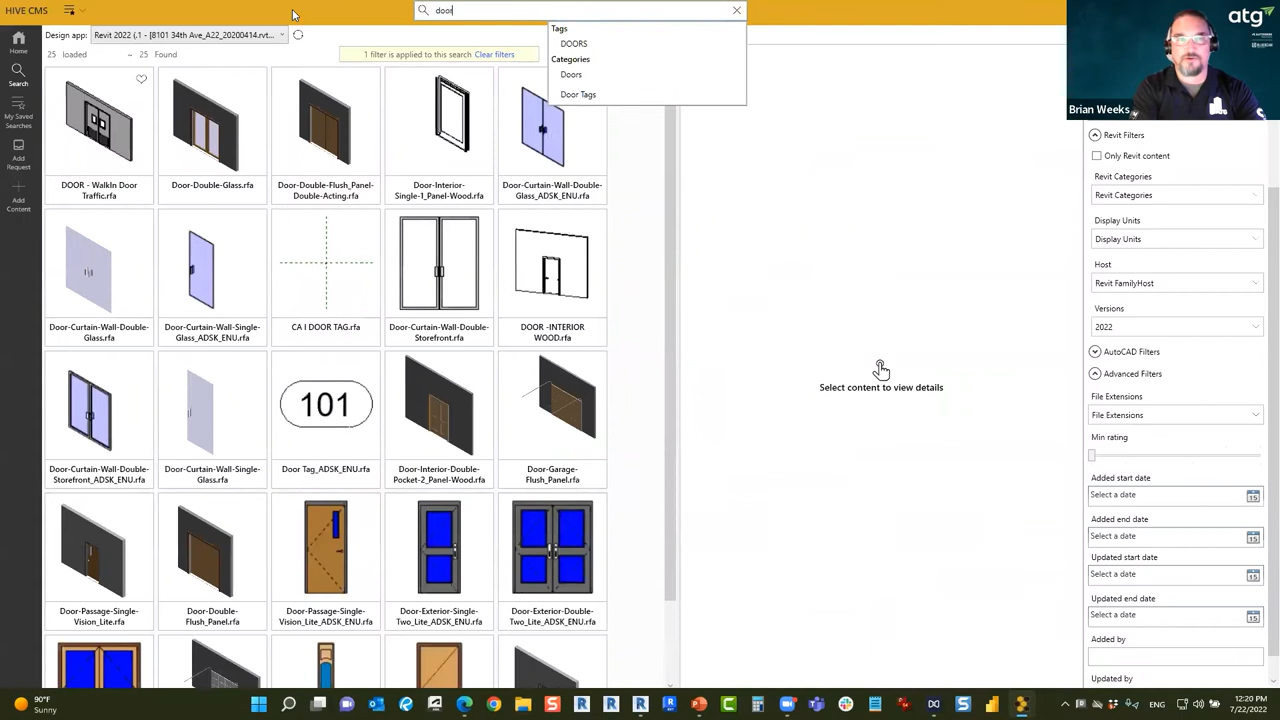 HIVE CMS
door
atg
Tags
DOORS
Categories
Doors
Door Tags
Design app:
Revit 2022 (.1 - [8101 34th Ave_A22_20200414.rvt...
25 loaded - 25 Found
1 filter is applied to this search Clear filters
Home
Search
My Saved
Searches
Add
Request
Add
Content
DOOR - WalkIn Door
Traffic.rfa
Door-Double-Glass.rfa
Door-Double-Flush_Panel-
Double-Acting.rfa
Door-Interior-
Single-1_Panel-Wood.rfa
Door-Curtain-Wall-Double-
Glass_ADSK_ENU.rfa
Door-Curtain-Wall-Double-
Glass.rfa
Door-Curtain-Wall-Single-
Glass_ADSK_ENU.rfa
CA I DOOR TAG.rfa
Door-Curtain-Wall-Double-
Storefront.rfa
DOOR -INTERIOR
WOOD.rfa
101
Door-Curtain-Wall-Double-
Storefront_ADSK_ENU.rfa
Door-Curtain-Wall-Single-
Glass.rfa
Door Tag_ADSK_ENU.rfa
Door-Interior-Double-
Pocket-2_Panel-Wood.rfa
Door-Garage-
Flush_Panel.rfa
Door-Passage-Single-
Vision_Lite.rfa
Door-Double-
Flush_Panel.rfa
Door-Passage-Single-
Vision_Lite_ADSK_ENU.rfa
Door-Exterior-Single-
Two_Lite_ADSK_ENU.rfa
Door-Exterior-Double-
Two_Lite_ADSK_ENU.rfa
Select content to view details
Brian Weeks
Revit Filters
Only Revit content
Revit Categories
Revit Categories
Display Units
Display Units
Host
Revit FamilyHost
Versions
2022
AutoCAD Filters
Advanced Filters
File Extensions
File Extensions
Min rating
Added start date
Select a date
15
Added end date
Select a date
15
Updated start date
Select a date
15
Updated end date
Select a date
15
Added by
Updated by
90°F
Sunny
12:20 PM
7/22/2022